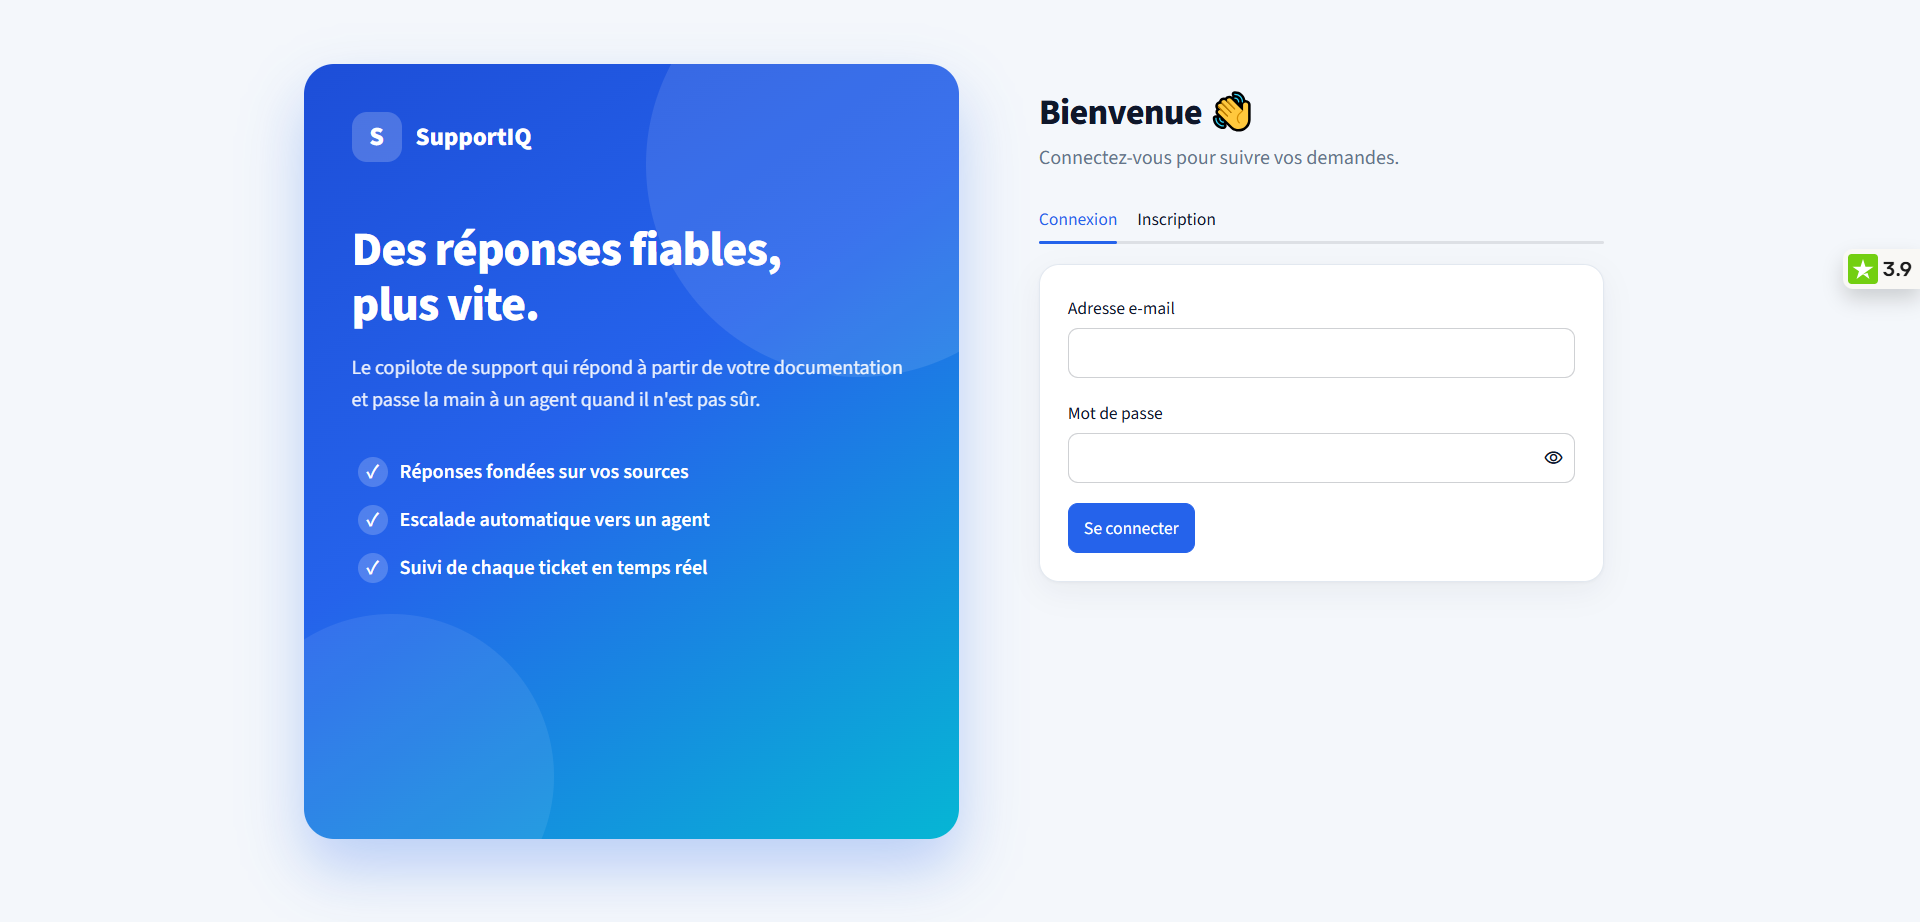 S
SupportIQ
Des réponses fiables,
plus vite.
Le copilote de support qui répond à partir de votre documentation
et passe la main à un agent quand il n'est pas sûr.
✓ Réponses fondées sur vos sources
✓ Escalade automatique vers un agent
✓ Suivi de chaque ticket en temps réel
Bienvenue 👋
Connectez-vous pour suivre vos demandes.
Connexion Inscription
Adresse e-mail
Mot de passe
Se connecter
3.9